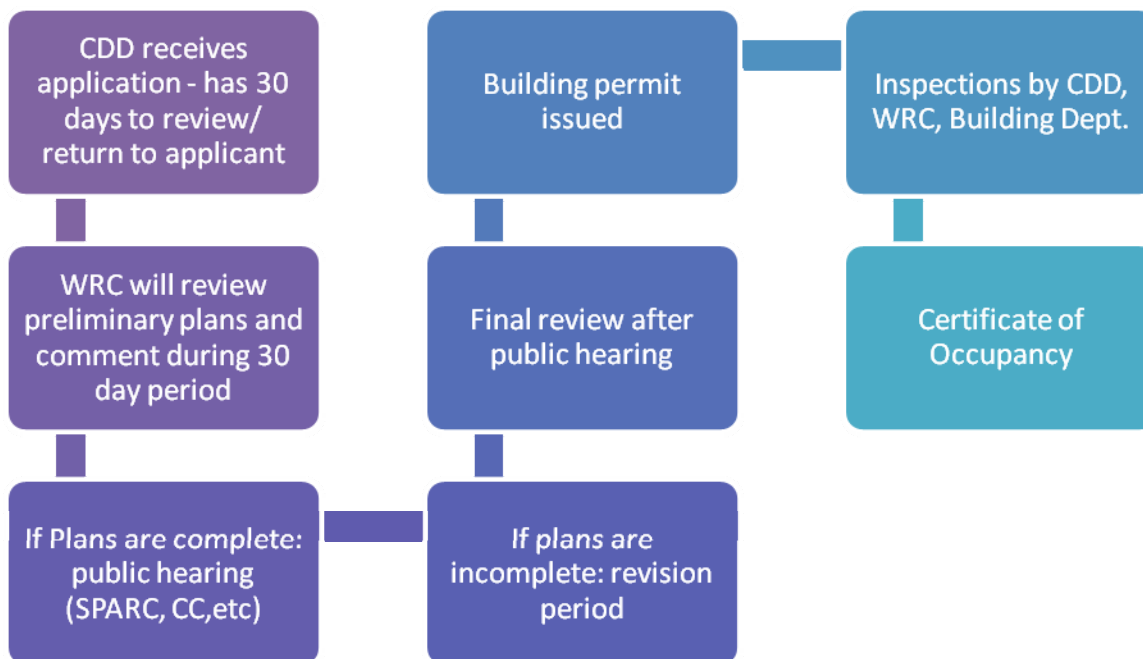 CDD receives
application - has 30
days to review/
return to applicant
WRC will review
preliminary plans and
comment during 30
day period
If Plans are complete:
public hearing
(SPARC, CC,etc)
If plans are
incomplete: revision
period
Final review after
public hearing
Building permit
issued
Inspections by CDD,
WRC, Building Dept.
Certificate of
Occupancy